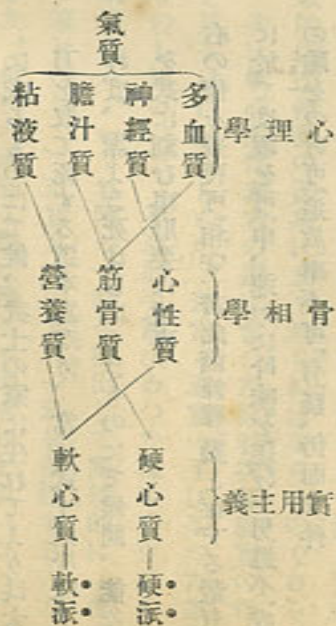 心理學
骨相學
實用主義
氣質
多血質
神經質
膽汁質
粘液質
心性質
筋骨質
營養質
硬心質—硬派
軟心質—軟派